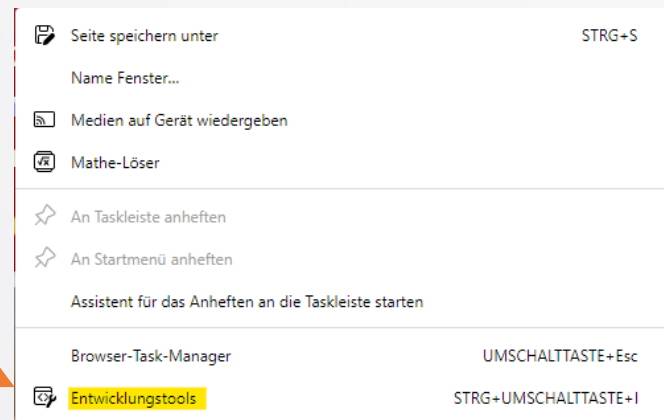 Seite speichern unter STRG+S
Name Fenster...
Medien auf Gerät wiedergeben
Mathe-Löser
An Taskleiste anheften
An Startmenü anheften
Assistent für das Anheften an die Taskleiste starten
Browser-Task-Manager UMSCHALTTASTE+Esc
Entwicklungstools STRG+UMSCHALTTASTE+I